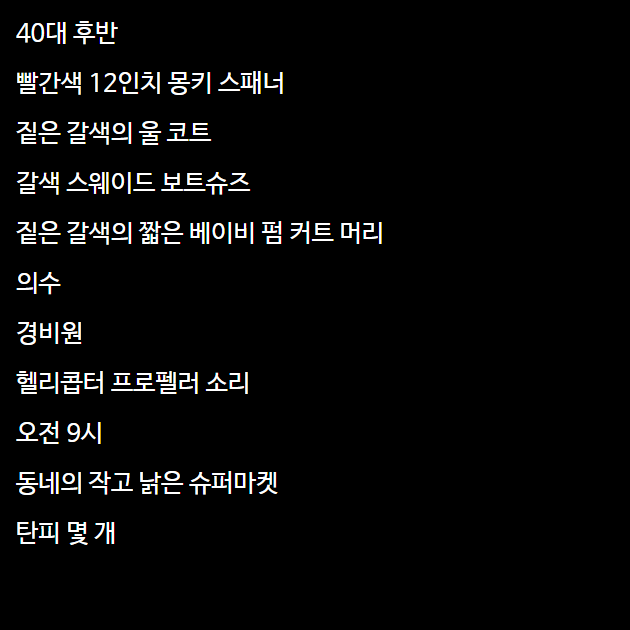 40대 후반
빨간색 12인치 몽키 스패너
짙은 갈색의 울 코트
갈색 스웨이드 보트슈즈
짙은 갈색의 짧은 베이비 펌 커트 머리
의수
경비원
헬리콥터 프로펠러 소리
오전 9시
동네의 작고 낡은 슈퍼마켓
탄피 몇 개